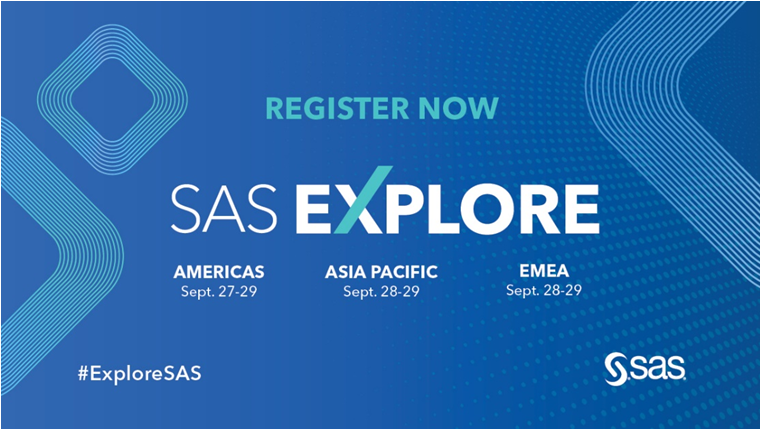 REGISTER NOW
SAS EXPLORE
AMERICAS
Sept. 27-29
ASIA PACIFIC
Sept. 28-29
EMEA
Sept. 28-29
#ExploreSAS
sas